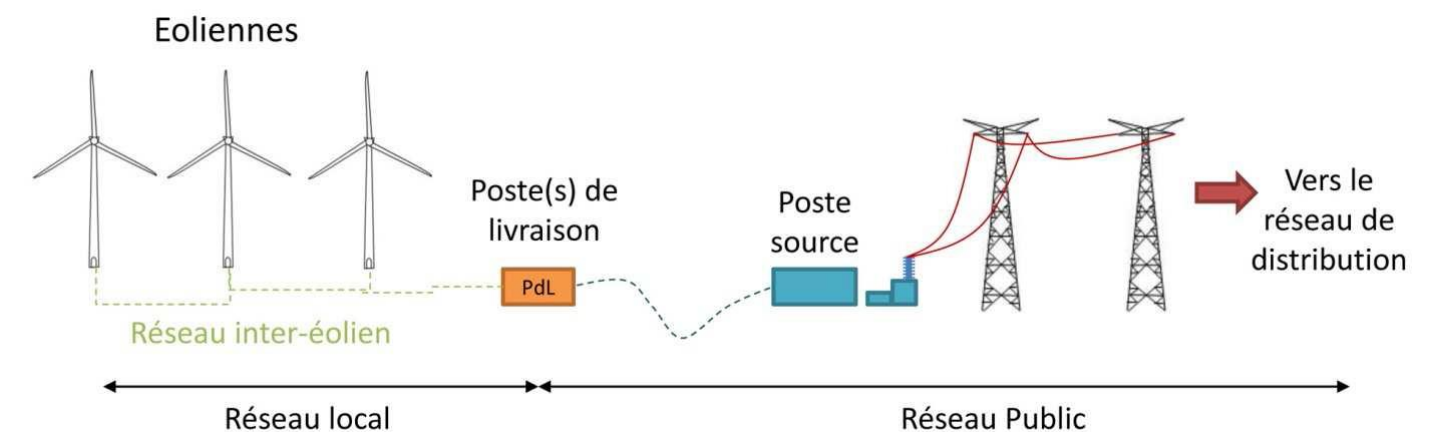 Eoliennes
Poste(s) de
livraison
Poste
source
Vers le
réseau de
distribution
PdL
Réseau inter-éolien
Réseau local
Réseau Public